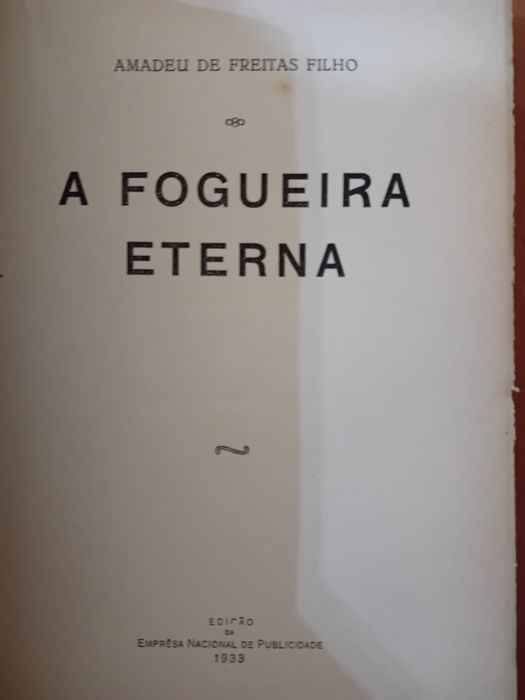 AMADEU DE FREITAS FILHO
A FOGUEIRA
ETERNA
EDIÇÃO
DA
EMPRÊSA NACIONAL DE PUBLICIDADE
1933